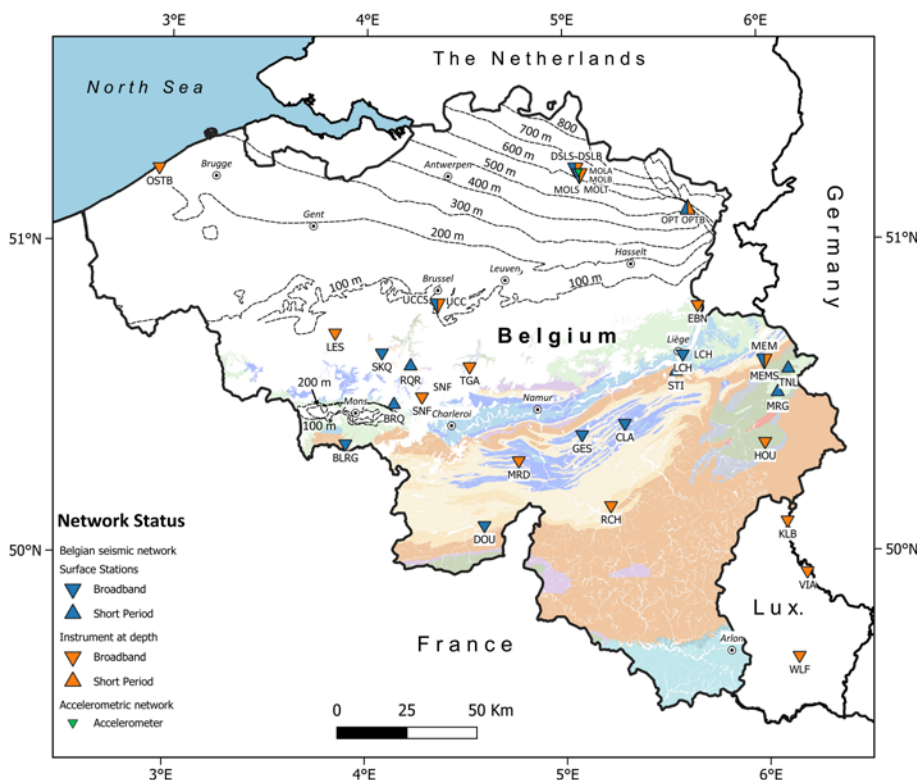 3°E
4°E
5°E
6°E
The Netherlands
North Sea
800
700 m
600 m
500 m
400 m
300 m
200 m
100 m
100 m
DSLS-DSLB
MOLA
MOLB
MOLS MOLT
Brugge
OSTB
Antwerpen
Gent
OPT OPTB
Germany
51°N
51°N
Hasselt
Leuven
Brussel
UCCS
UCC
EBN
Belgium
LES
SKQ
RQR
TGA
Liège
LCH
LCH
STI
MEM
MEMS
TNL
MRG
SNF
SNF
200 m
Mons
100 m
BRQ
Charleroi
Namur
BLRG
GES
CLA
HOU
MRD
RCH
DOU
KLB
50°N
50°N
VIA
Lux.
France
Arlon
WLF
Network Status
Belgian seismic network
Surface Stations
Broadband
Short Period
Instrument at depth
Broadband
Short Period
Accelerometric network
Accelerometer
0 25 50 Km
3°E
4°E
5°E
6°E